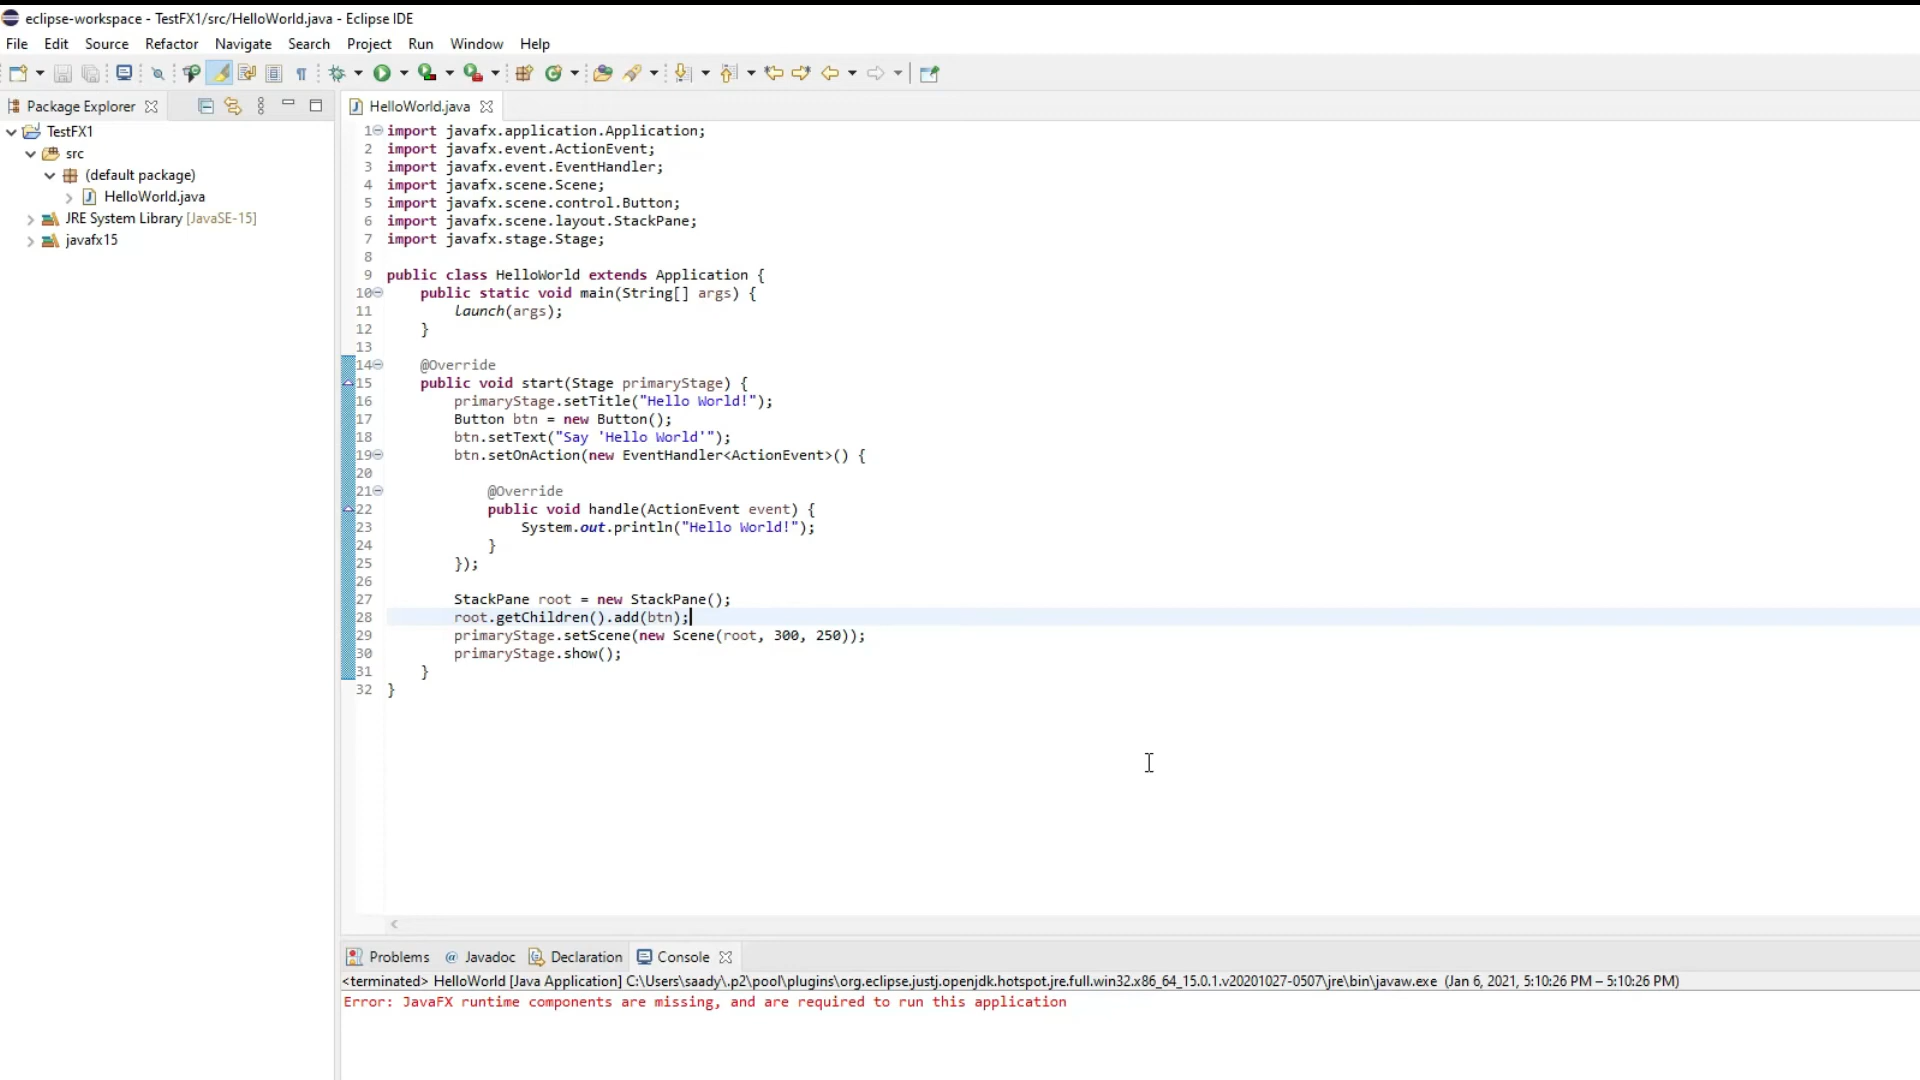 eclipse-workspace - TestFX1/src/HelloWorld.java - Eclipse IDE
File Edit Source Refactor Navigate Search Project Run Window Help
Package Explorer
TestFX1
src
(default package)
HelloWorld.java
JRE System Library [JavaSE-15]
javafx15
HelloWorld.java
1 import javafx.application.Application;
2 import javafx.event.ActionEvent;
3 import javafx.event.EventHandler;
4 import javafx.scene.Scene;
5 import javafx.scene.control.Button;
6 import javafx.scene.layout.StackPane;
7 import javafx.stage.Stage;
8
9 public class HelloWorld extends Application {
10     public static void main(String[] args) {
11         launch(args);
12     }
13
14     @Override
15     public void start(Stage primaryStage) {
16         primaryStage.setTitle("Hello World!");
17         Button btn = new Button();
18         btn.setText("Say 'Hello World'");
19         btn.setOnAction(new EventHandler<ActionEvent>() {
20
21             @Override
22             public void handle(ActionEvent event) {
23                 System.out.println("Hello World!");
24             }
25         });
26
27         StackPane root = new StackPane();
28         root.getChildren().add(btn);
29         primaryStage.setScene(new Scene(root, 300, 250));
30         primaryStage.show();
31     }
32 }
Problems @ Javadoc Declaration Console
<terminated> HelloWorld [Java Application] C:\Users\saady\.p2\pool\plugins\org.eclipse.justj.openjdk.hotspot.jre.full.win32.x86_64_15.0.1.v20201027-0507\jre\bin\javaw.exe (Jan 6, 2021, 5:10:26 PM – 5:10:26 PM)
Error: JavaFX runtime components are missing, and are required to run this application